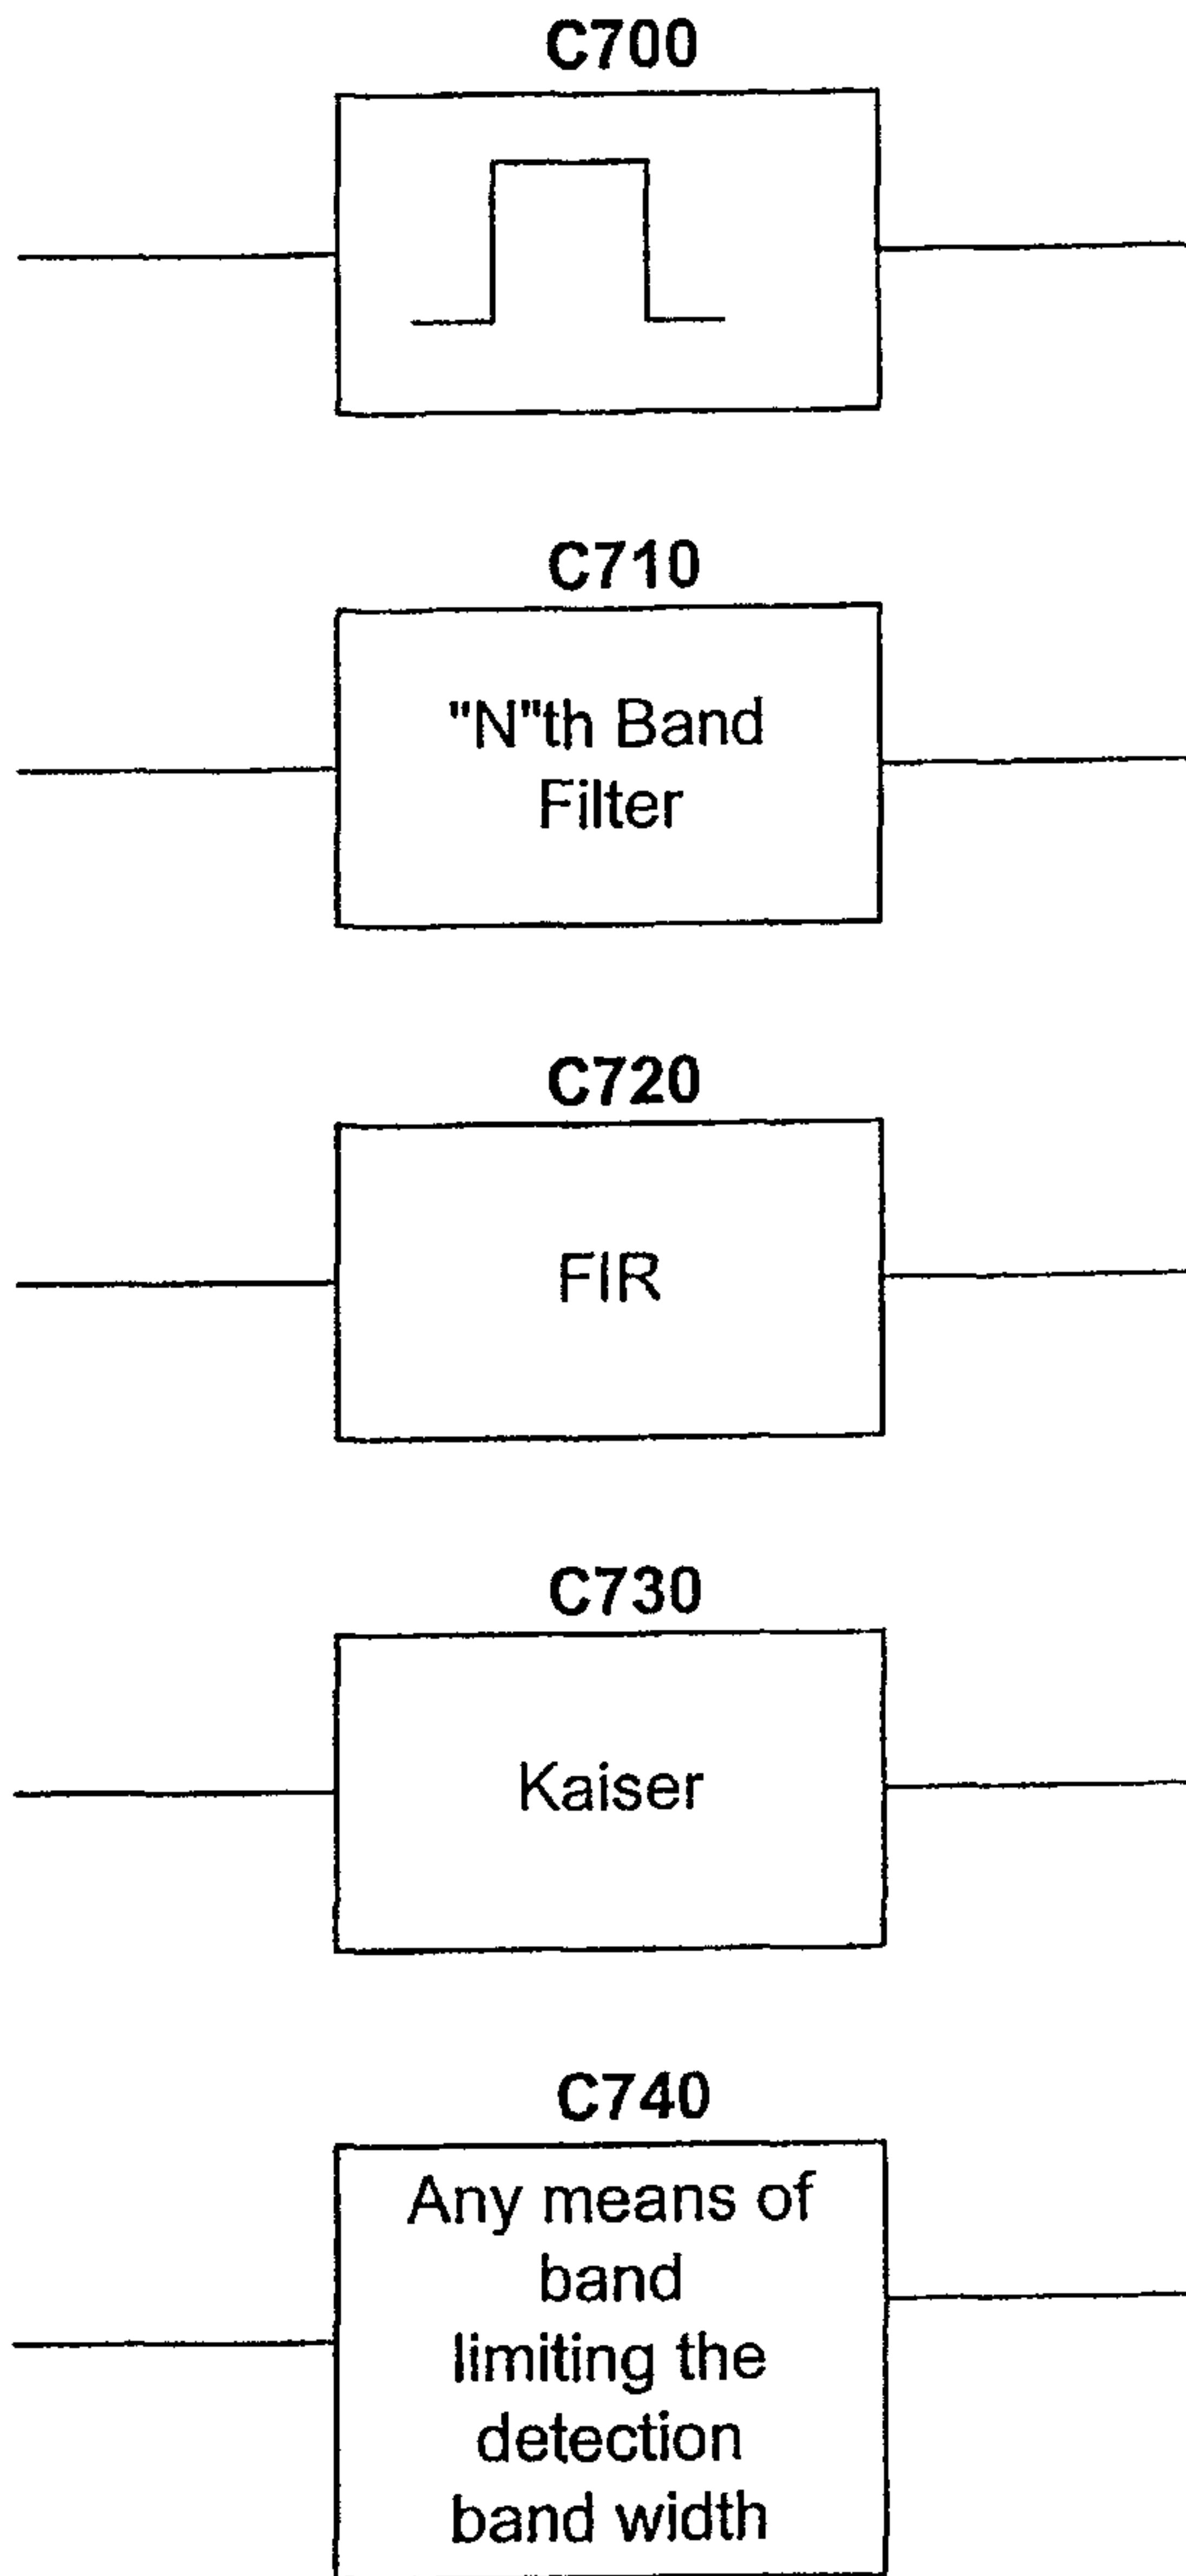 C700
C710
"N"th Band
Filter
C720
FIR
C730
Kaiser
C740
Any means of
band
limiting the
detection
band width